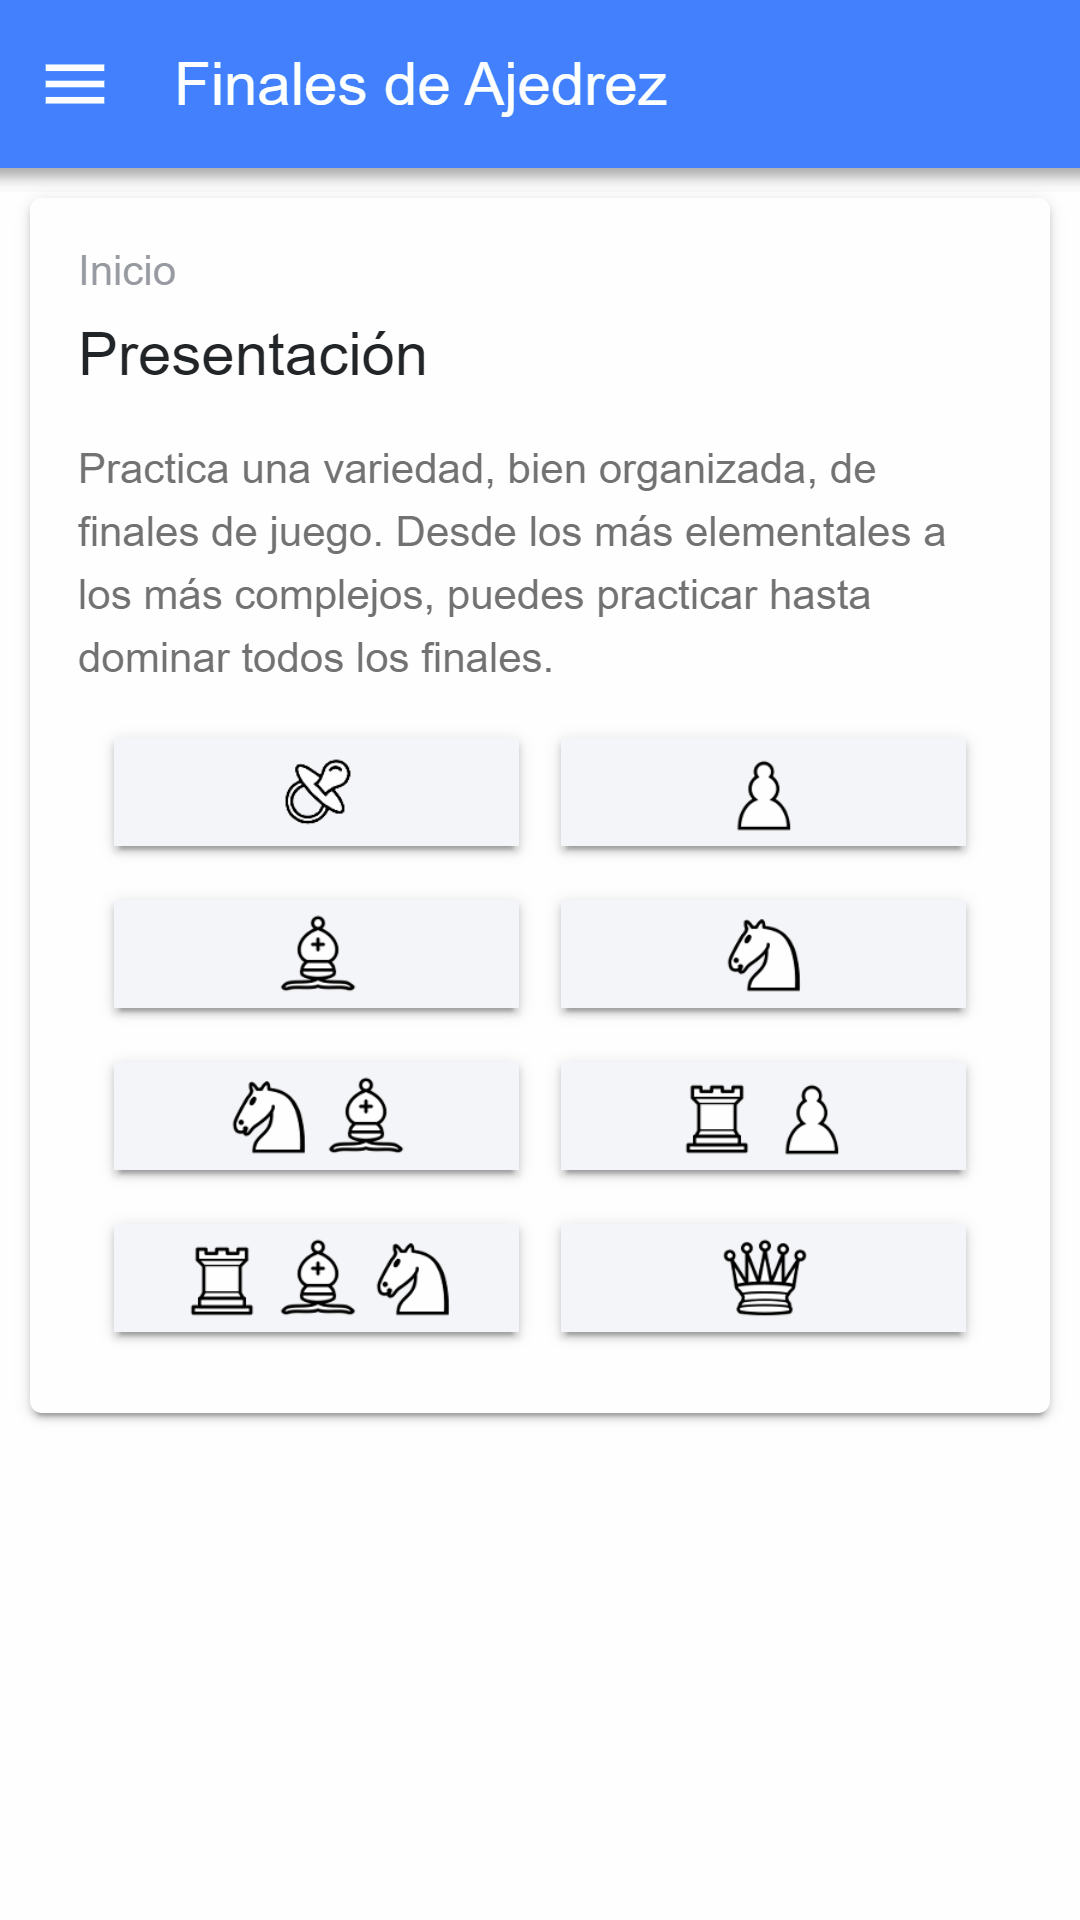 Finales de Ajedrez
Inicio
Presentación
Practica una variedad, bien organizada, de
finales de juego. Desde los más elementales a
los más complejos, puedes practicar hasta
dominar todos los finales.